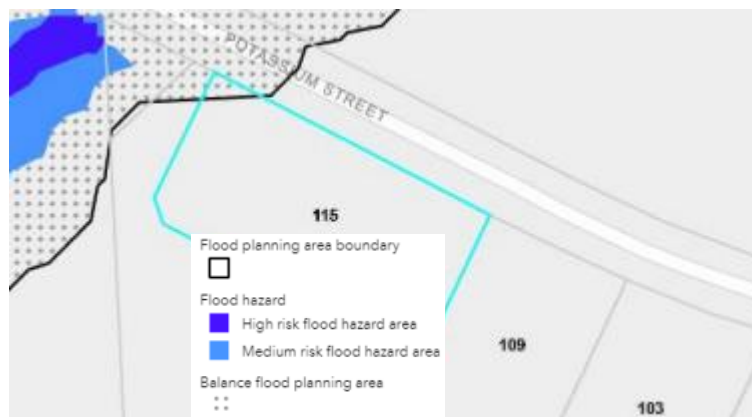 POTASSIUM STREET
115
Flood planning area boundary
Flood hazard
High risk flood hazard area
Medium risk flood hazard area
Balance flood planning area
109
103